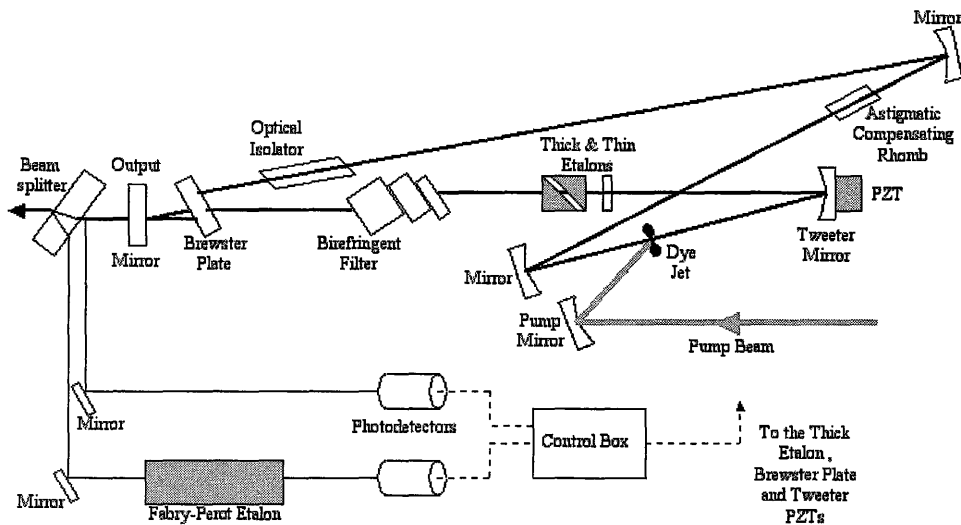 Mirror
Optical
Isolator
Astigmatic
Compensating
Rhomb
Thick & Thin
Etalons
Beam
splitter
Output
Mirror
PZT
Brewster
Plate
Birefringent
Filter
Tweeter
Mirror
Mirror
Dye
Jet
Pump
Mirror
Pump Beam
Mirror
Photodetectors
Control Box
To the Thick
Etalon ,
Brewster Plate
and Tweeter
PZTs
Mirror
Fabry-Perot Etalon